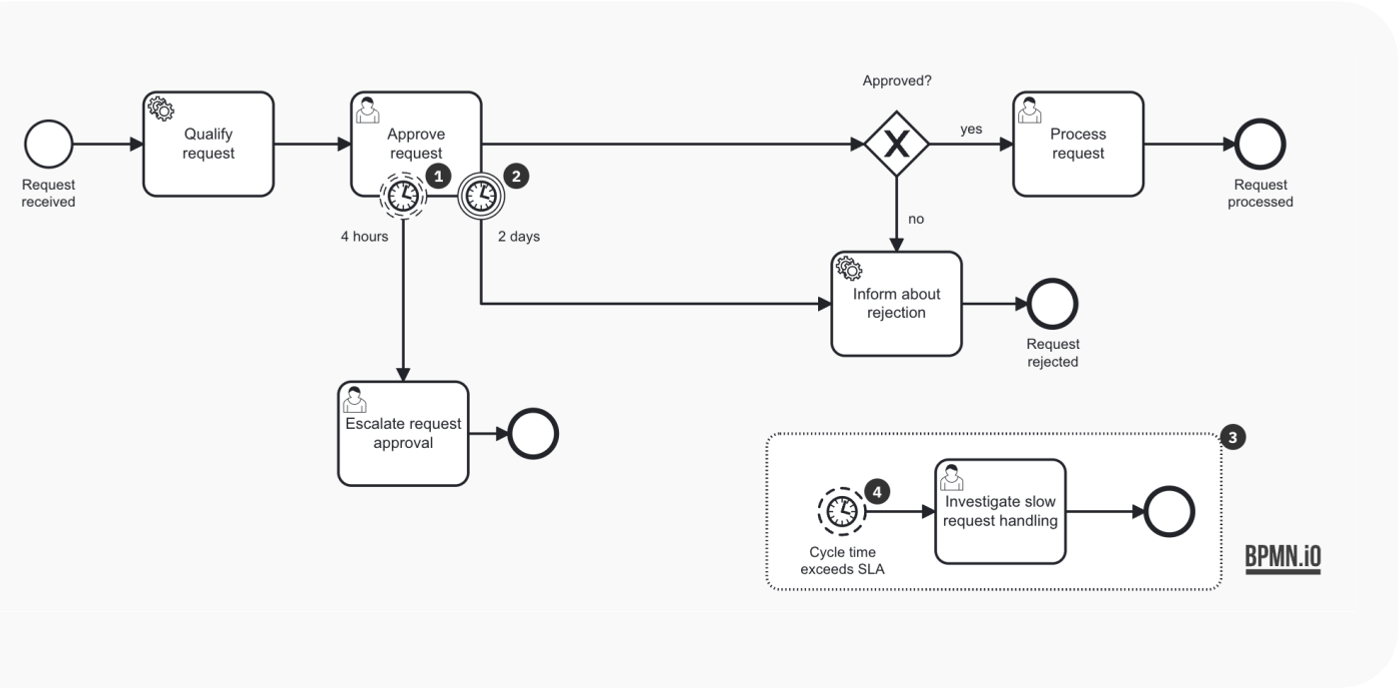 Approved?
Qualify
request
Approve
request
yes
Process
request
1
2
Request
received
Request
processed
no
4 hours
2 days
Inform about
rejection
Request
rejected
Escalate request
approval
3
4
Investigate slow
request handling
Cycle time
exceeds SLA
BPMN.iO